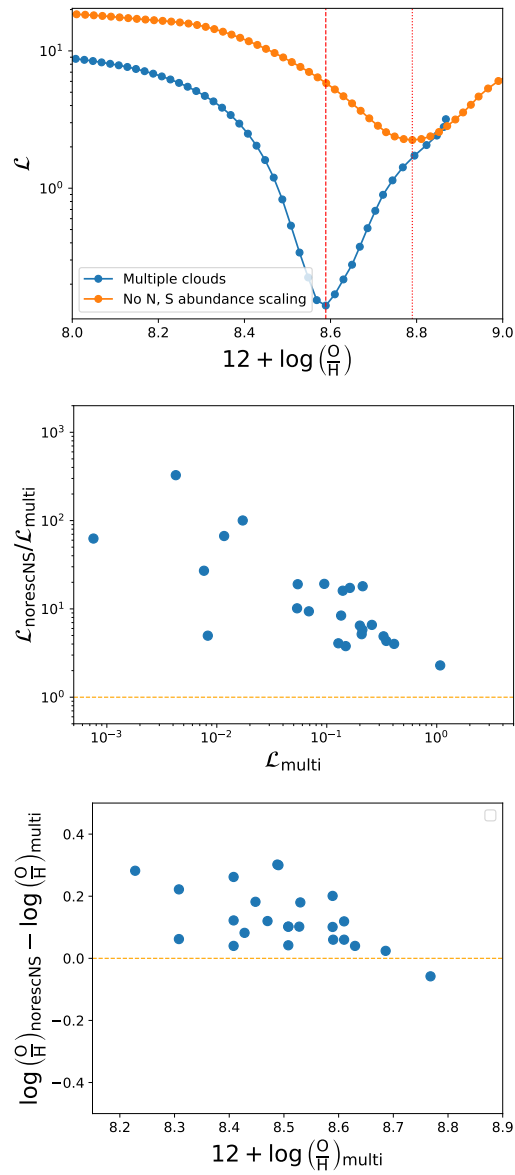 10¹
10⁰
ℒ
Multiple clouds
No N, S abundance scaling
8.0 8.2 8.4 8.6 8.8 9.0
12 + log (O/H)
10³
10²
10¹
10⁰
ℒnorescNS/ℒmulti
10⁻³ 10⁻² 10⁻¹ 10⁰
ℒmulti
0.4
0.2
0.0
−0.2
−0.4
log (O/H)norescNS − log (O/H)multi
8.2 8.3 8.4 8.5 8.6 8.7 8.8 8.9
12 + log (O/H)multi